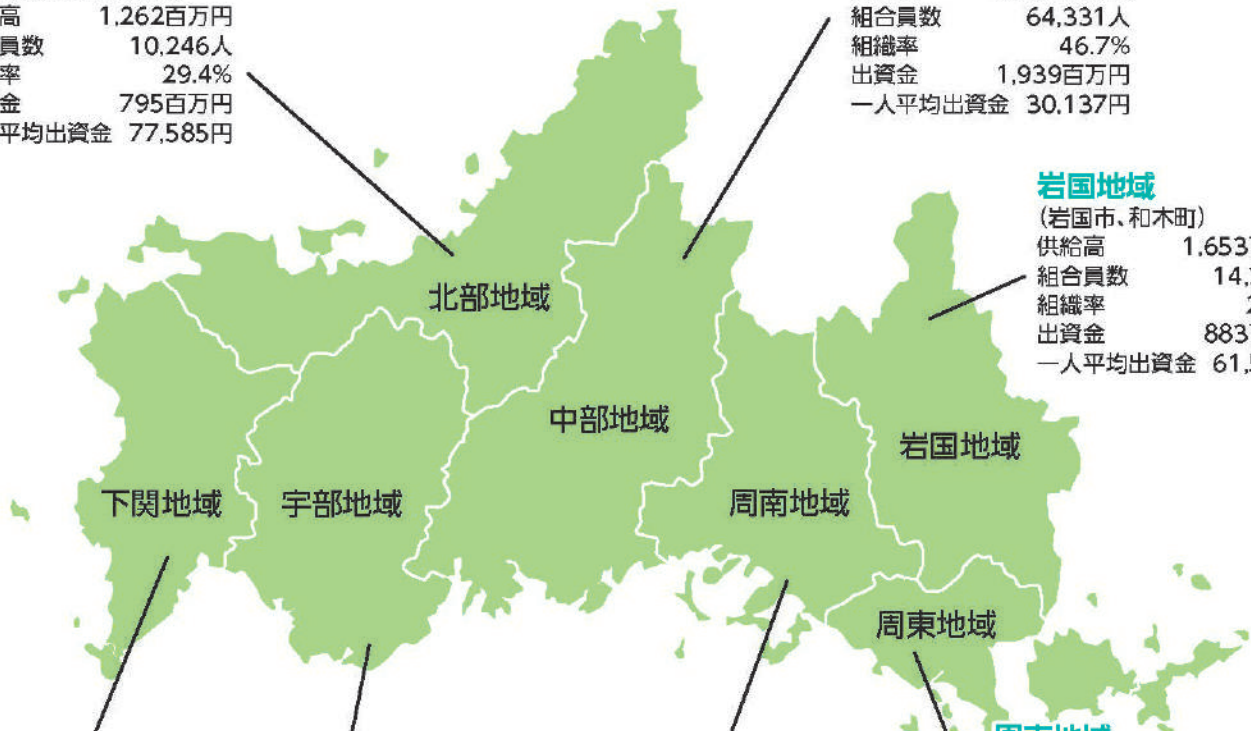 高 1,262百万円
員数 10,246人
率 29.4%
金 795百万円
平均出資金 77,585円
組合員数 64,331人
組織率 46.7%
出資金 1,939百万円
一人平均出資金 30,137円
岩国地域
(岩国市、和木町)
供給高 1,653
組合員数 14,
組織率
出資金 883
一人平均出資金 61,
北部地域
中部地域
岩国地域
下関地域
宇部地域
周南地域
周東地域